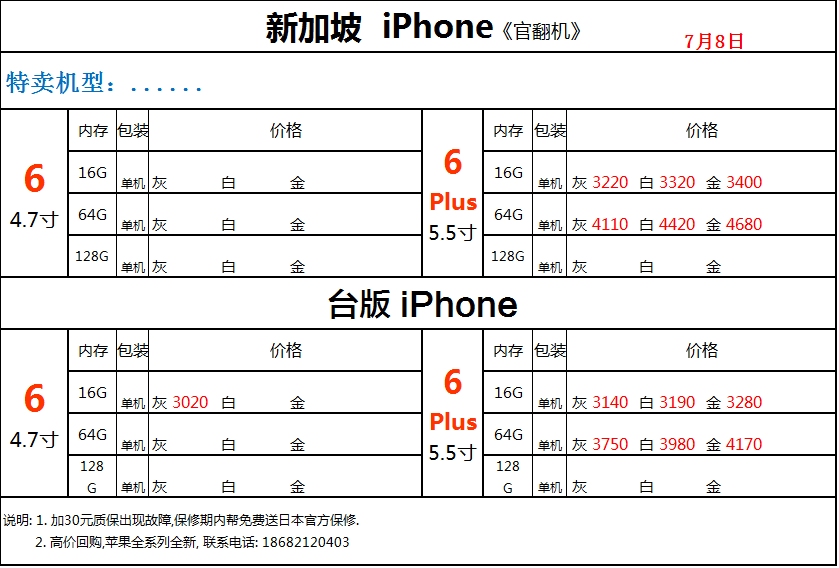 新加坡 iPhone《官翻机》
7月8日
特卖机型：......
6
4.7寸
内存 包装 价格
16G 单机 灰 白 金
64G 单机 灰 白 金
128G 单机 灰 白 金
6
Plus
5.5寸
内存 包装 价格
16G 单机 灰 3220 白 3320 金 3400
64G 单机 灰 4110 白 4420 金 4680
128G 单机 灰 白 金
台版 iPhone
6
4.7寸
内存 包装 价格
16G 单机 灰 3020 白 金
64G 单机 灰 白 金
128
G 单机 灰 白 金
6
Plus
5.5寸
内存 包装 价格
16G 单机 灰 3140 白 3190 金 3280
64G 单机 灰 3750 白 3980 金 4170
128
G 单机 灰 白 金
说明: 1. 加30元质保出现故障,保修期内帮免费送日本官方保修.
2. 高价回购,苹果全系列全新, 联系电话: 18682120403